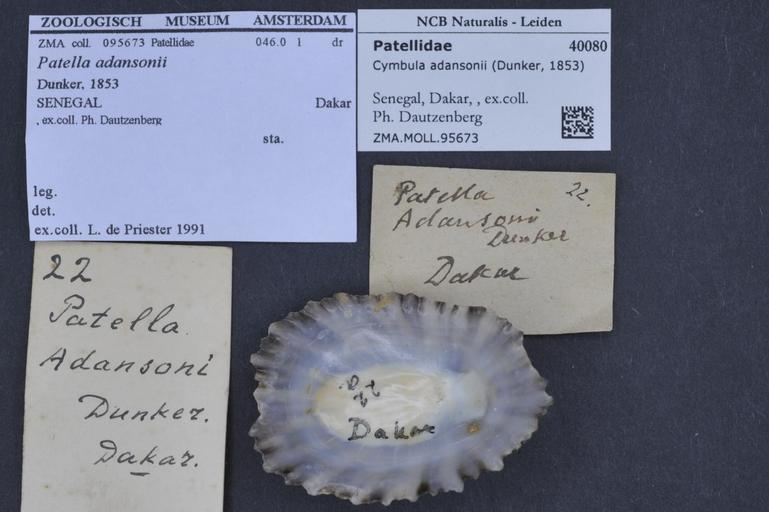 ZOOLOGISCH MUSEUM AMSTERDAM
ZMA coll. 095673 Patellidae 046.0 1 dr
Patella adansonii
Dunker, 1853
SENEGAL Dakar
, ex.coll. Ph. Dautzenberg
sta.
leg.
det.
ex.coll. L. de Priester 1991
NCB Naturalis - Leiden
Patellidae 40080
Cymbula adansonii (Dunker, 1853)
Senegal, Dakar, , ex.coll.
Ph. Dautzenberg
ZMA.MOLL.95673
Patella 22.
Adansoni
Dunker
Dakar
22
Patella
Adansoni
Dunker.
Dakar.
22
Dakar